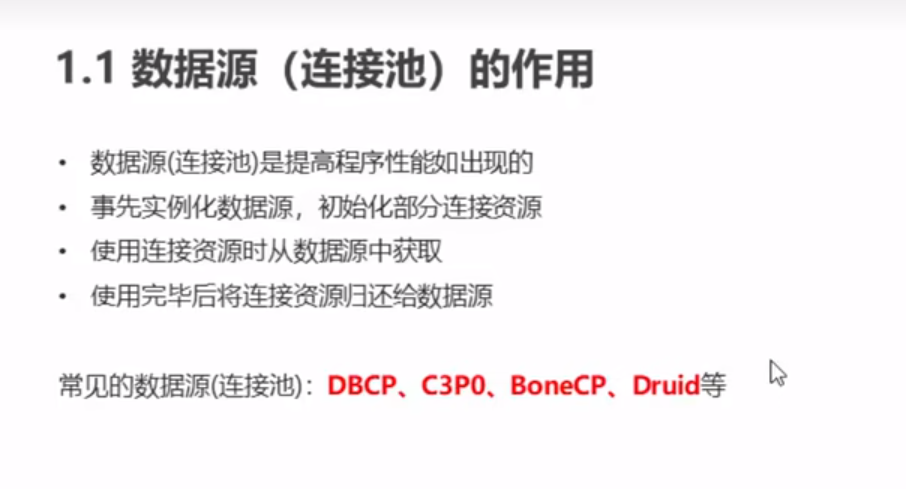 1.1 数据源（连接池）的作用
• 数据源(连接池)是提高程序性能如出现的
• 事先实例化数据源，初始化部分连接资源
• 使用连接资源时从数据源中获取
• 使用完毕后将连接资源归还给数据源
常见的数据源(连接池)：DBCP、C3P0、BoneCP、Druid等